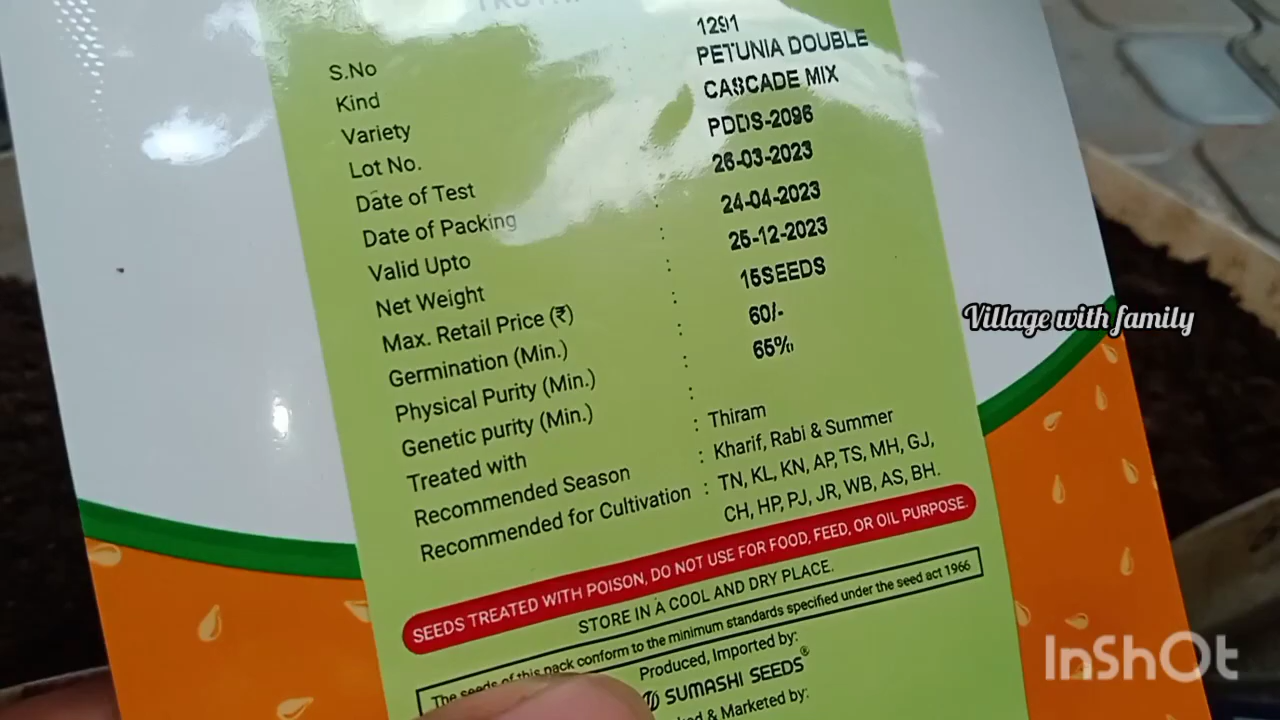 S.No
1291
Kind
PETUNIA DOUBLE
Variety
CASCADE MIX
Lot No.
PDDS-2096
Date of Test
26-03-2023
Date of Packing : 24-04-2023
Valid Upto : 25-12-2023
Net Weight : 15SEEDS
Max. Retail Price (₹) : 60/-
Germination (Min.) : 65%
Physical Purity (Min.) :
Genetic purity (Min.) :
Treated with : Thiram
Recommended Season : Kharif, Rabi & Summer
Recommended for Cultivation : TN, KL, KN, AP, TS, MH, GJ,
CH, HP, PJ, JR, WB, AS, BH.
SEEDS TREATED WITH POISON, DO NOT USE FOR FOOD, FEED, OR OIL PURPOSE.
STORE IN A COOL AND DRY PLACE.
The seeds of this pack conform to the minimum standards specified under the seed act 1966
Produced, Imported by:
SUMASHI SEEDS®
& Marketed by:
Village with family
InShOt